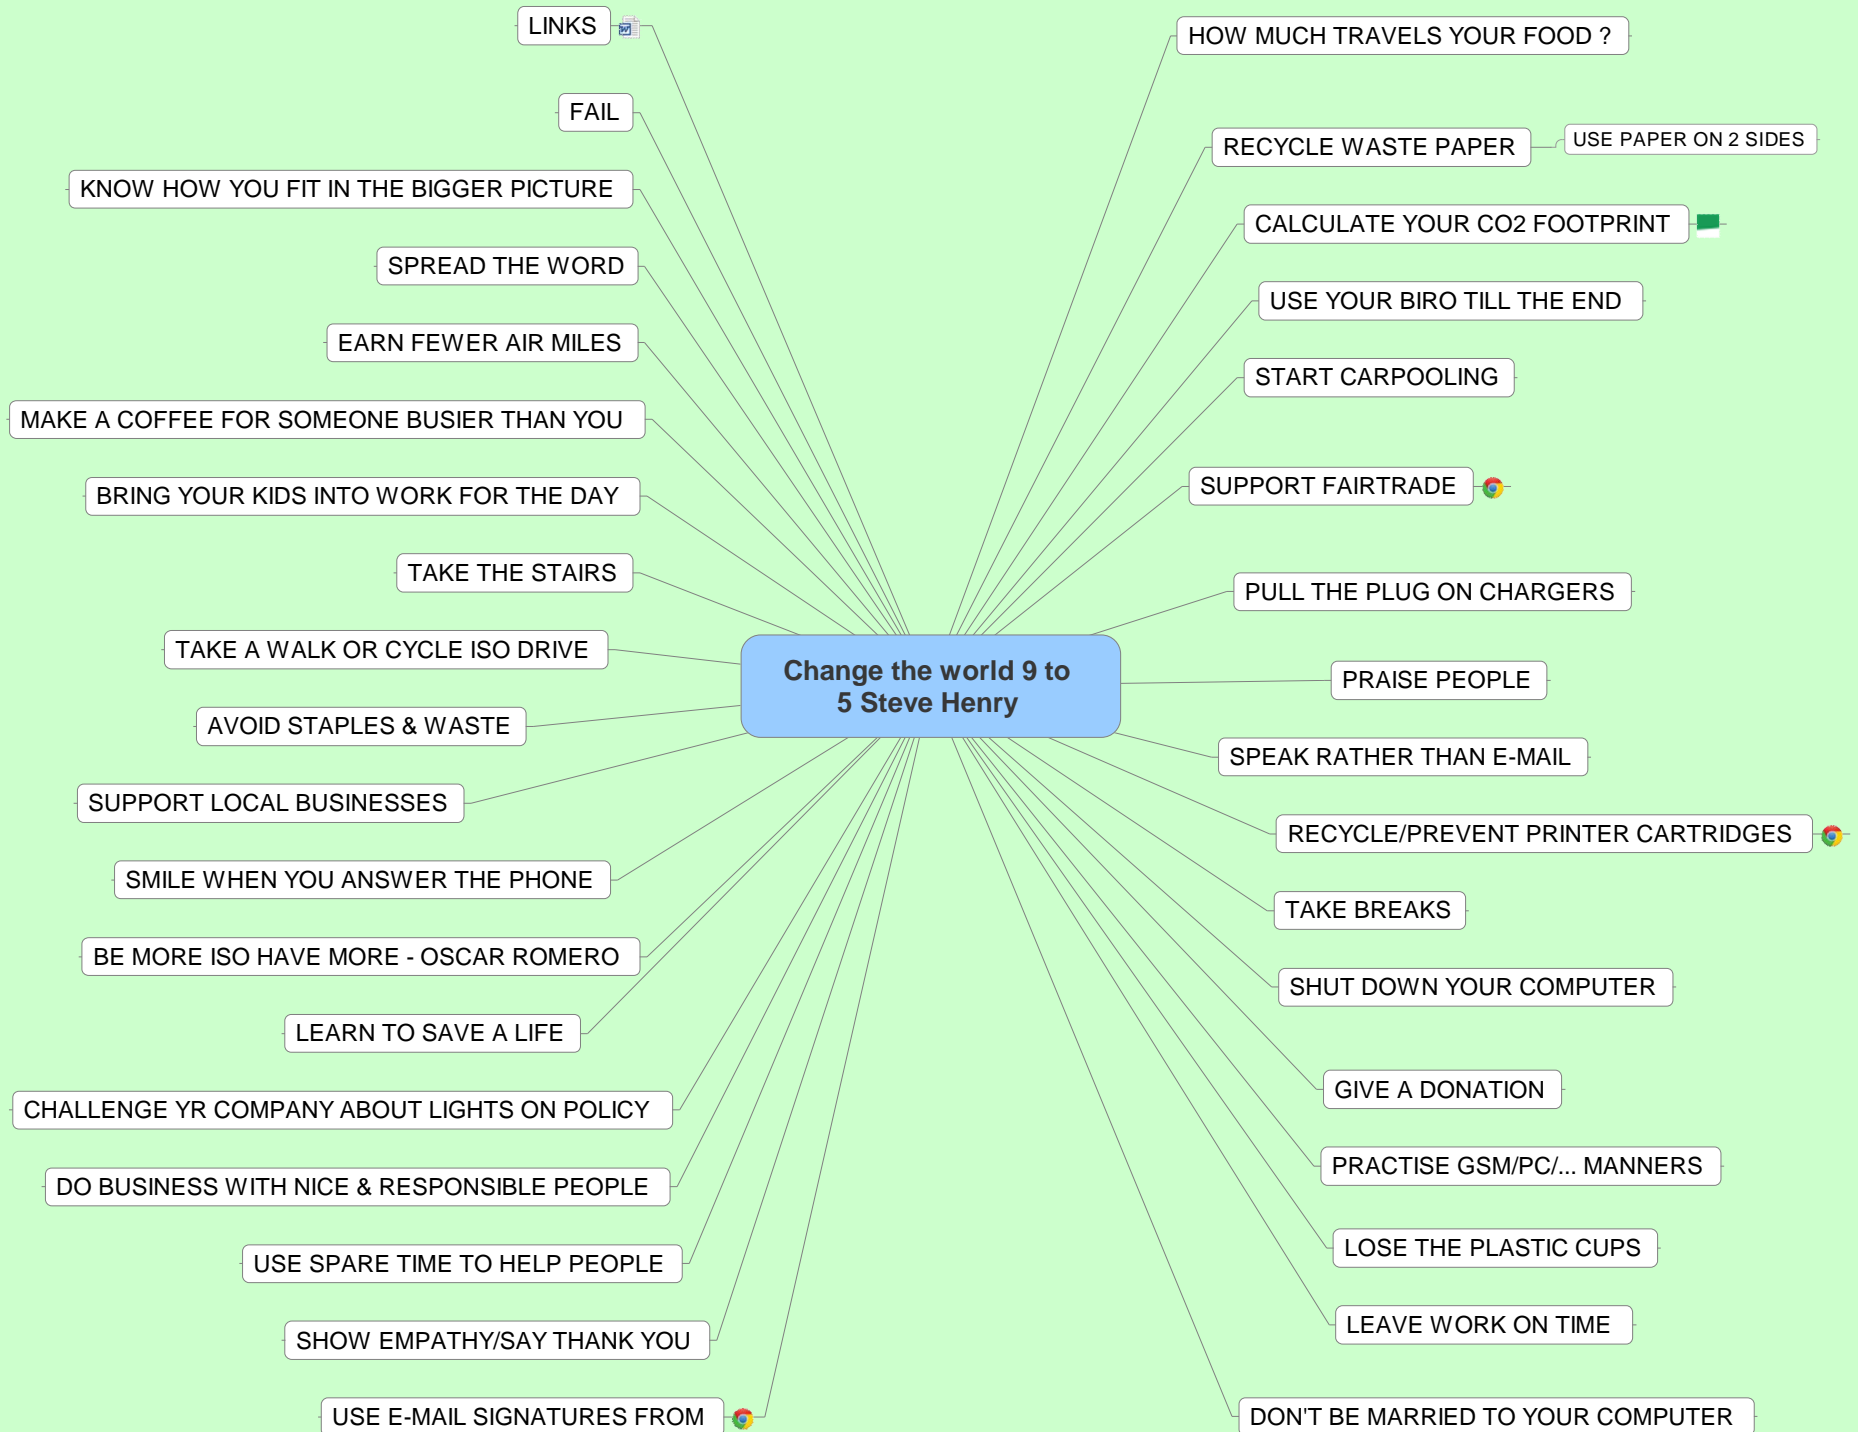 LINKS
FAIL
KNOW HOW YOU FIT IN THE BIGGER PICTURE
SPREAD THE WORD
EARN FEWER AIR MILES
MAKE A COFFEE FOR SOMEONE BUSIER THAN YOU
BRING YOUR KIDS INTO WORK FOR THE DAY
TAKE THE STAIRS
TAKE A WALK OR CYCLE ISO DRIVE
AVOID STAPLES & WASTE
SUPPORT LOCAL BUSINESSES
SMILE WHEN YOU ANSWER THE PHONE
BE MORE ISO HAVE MORE - OSCAR ROMERO
LEARN TO SAVE A LIFE
CHALLENGE YR COMPANY ABOUT LIGHTS ON POLICY
DO BUSINESS WITH NICE & RESPONSIBLE PEOPLE
USE SPARE TIME TO HELP PEOPLE
SHOW EMPATHY/SAY THANK YOU
USE E-MAIL SIGNATURES FROM
Change the world 9 to
5 Steve Henry
HOW MUCH TRAVELS YOUR FOOD ?
RECYCLE WASTE PAPER
USE PAPER ON 2 SIDES
CALCULATE YOUR CO2 FOOTPRINT
USE YOUR BIRO TILL THE END
START CARPOOLING
SUPPORT FAIRTRADE
PULL THE PLUG ON CHARGERS
PRAISE PEOPLE
SPEAK RATHER THAN E-MAIL
RECYCLE/PREVENT PRINTER CARTRIDGES
TAKE BREAKS
SHUT DOWN YOUR COMPUTER
GIVE A DONATION
PRACTISE GSM/PC/... MANNERS
LOSE THE PLASTIC CUPS
LEAVE WORK ON TIME
DON'T BE MARRIED TO YOUR COMPUTER